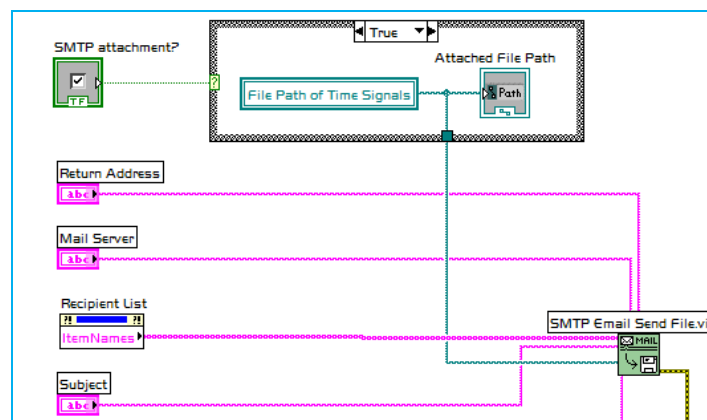 True
SMTP attachment?
TF
?
Attached File Path
File Path of Time Signals
Path
Return Address
abc
Mail Server
abc
Recipient List
?! ?!
ItemNames
SMTP Email Send File.vi
MAIL
Subject
abc